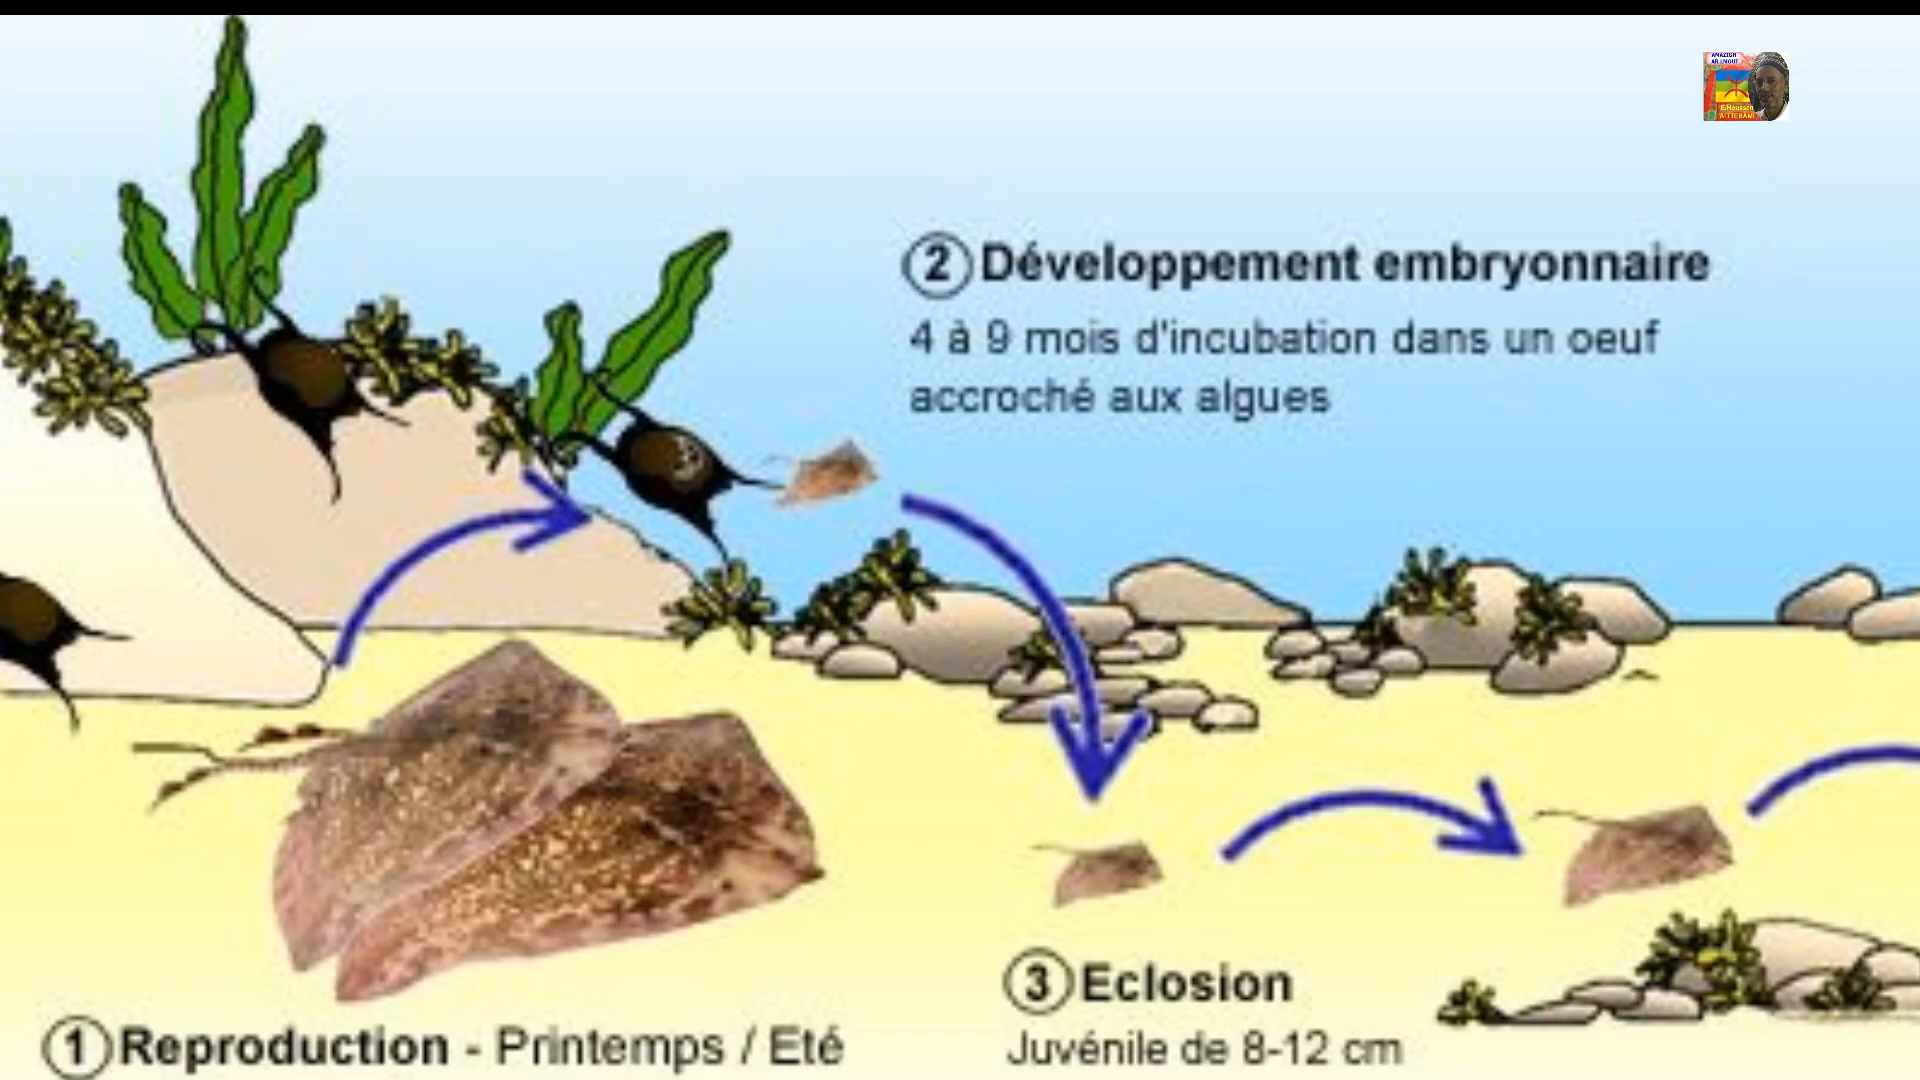 AMAZIGH
② Développement embryonnaire
4 à 9 mois d'incubation dans un oeuf
accroché aux algues
③ Eclosion
Juvénile de 8-12 cm
① Reproduction - Printemps / Eté